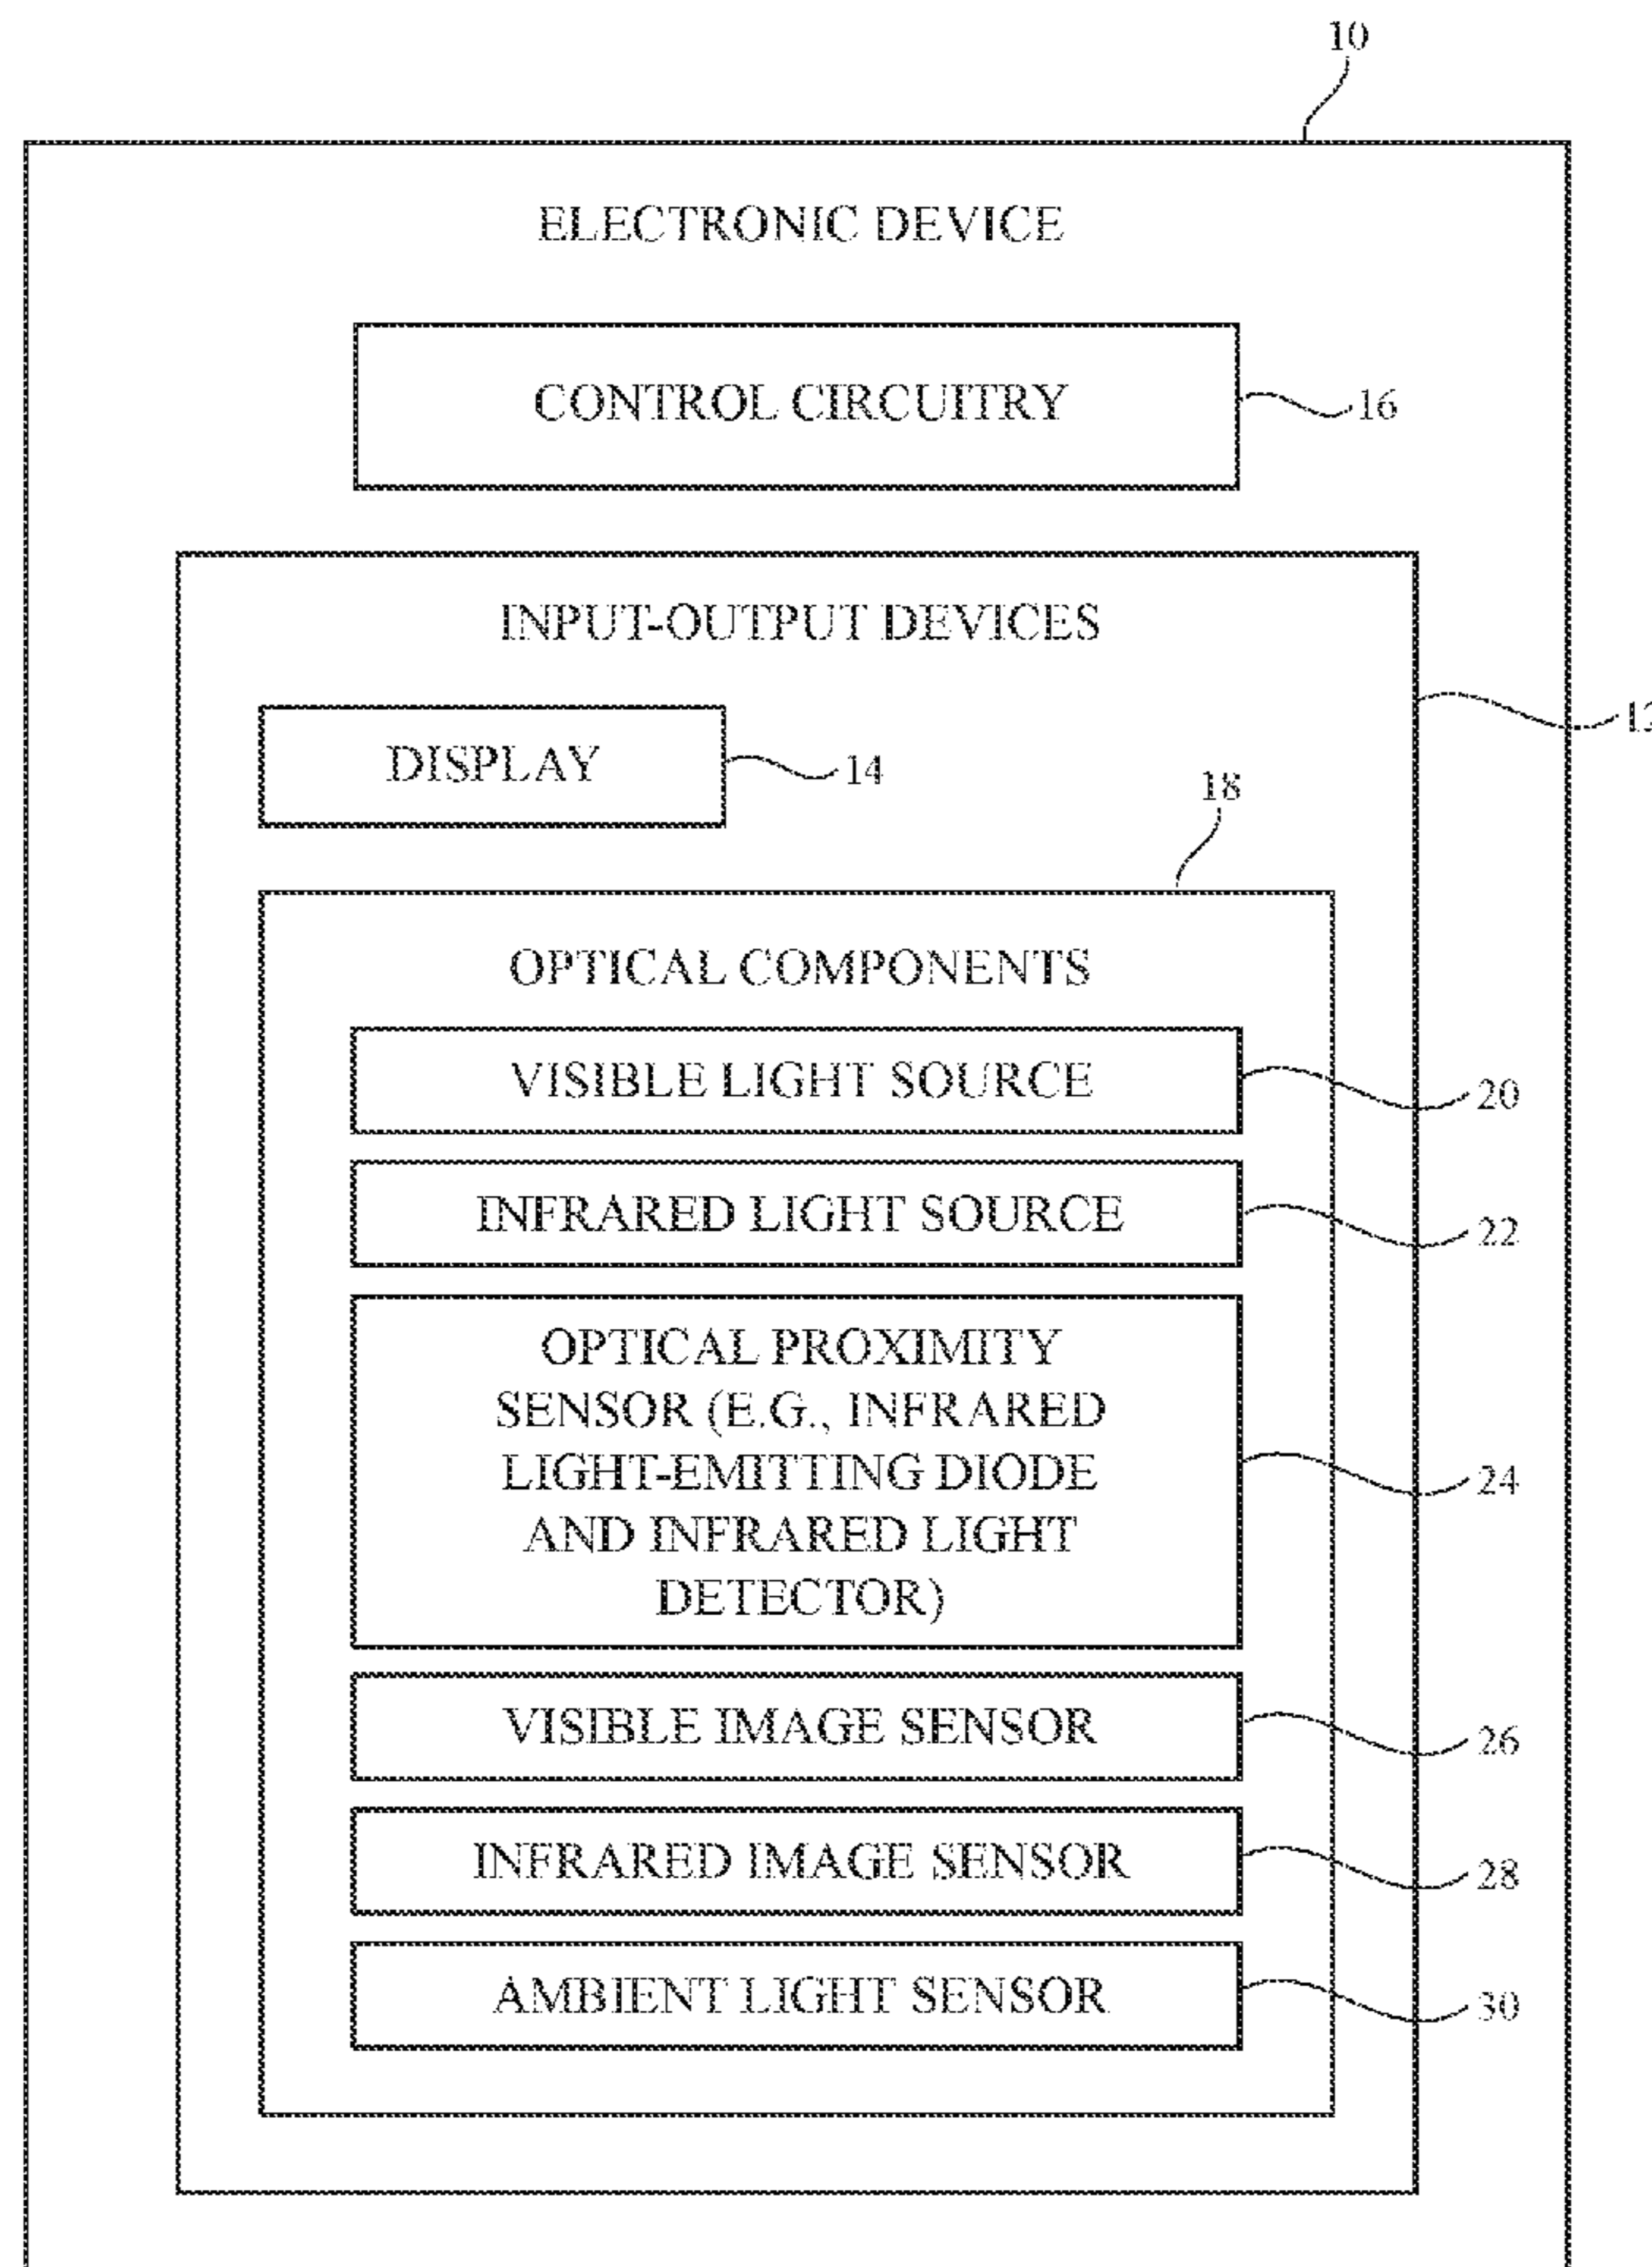 10
ELECTRONIC DEVICE
CONTROL CIRCUITRY
16
INPUT-OUTPUT DEVICES
DISPLAY
14
18
OPTICAL COMPONENTS
VISIBLE LIGHT SOURCE
20
INFRARED LIGHT SOURCE
22
OPTICAL PROXIMITY
SENSOR (E.G., INFRARED
LIGHT-EMITTING DIODE
AND INFRARED LIGHT
DETECTOR)
24
VISIBLE IMAGE SENSOR
26
INFRARED IMAGE SENSOR
28
AMBIENT LIGHT SENSOR
30